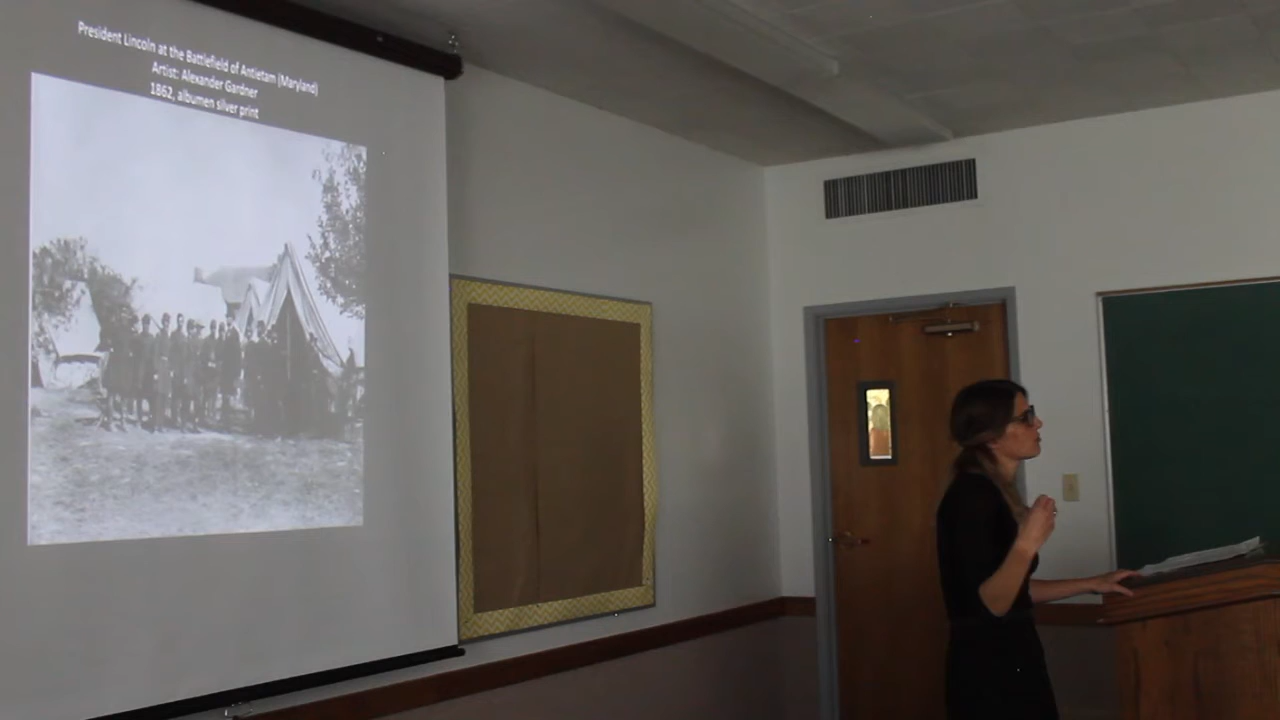 President Lincoln at the Battlefield of Antietam (Maryland)
Artist: Alexander Gardner
1862, albumen silver print